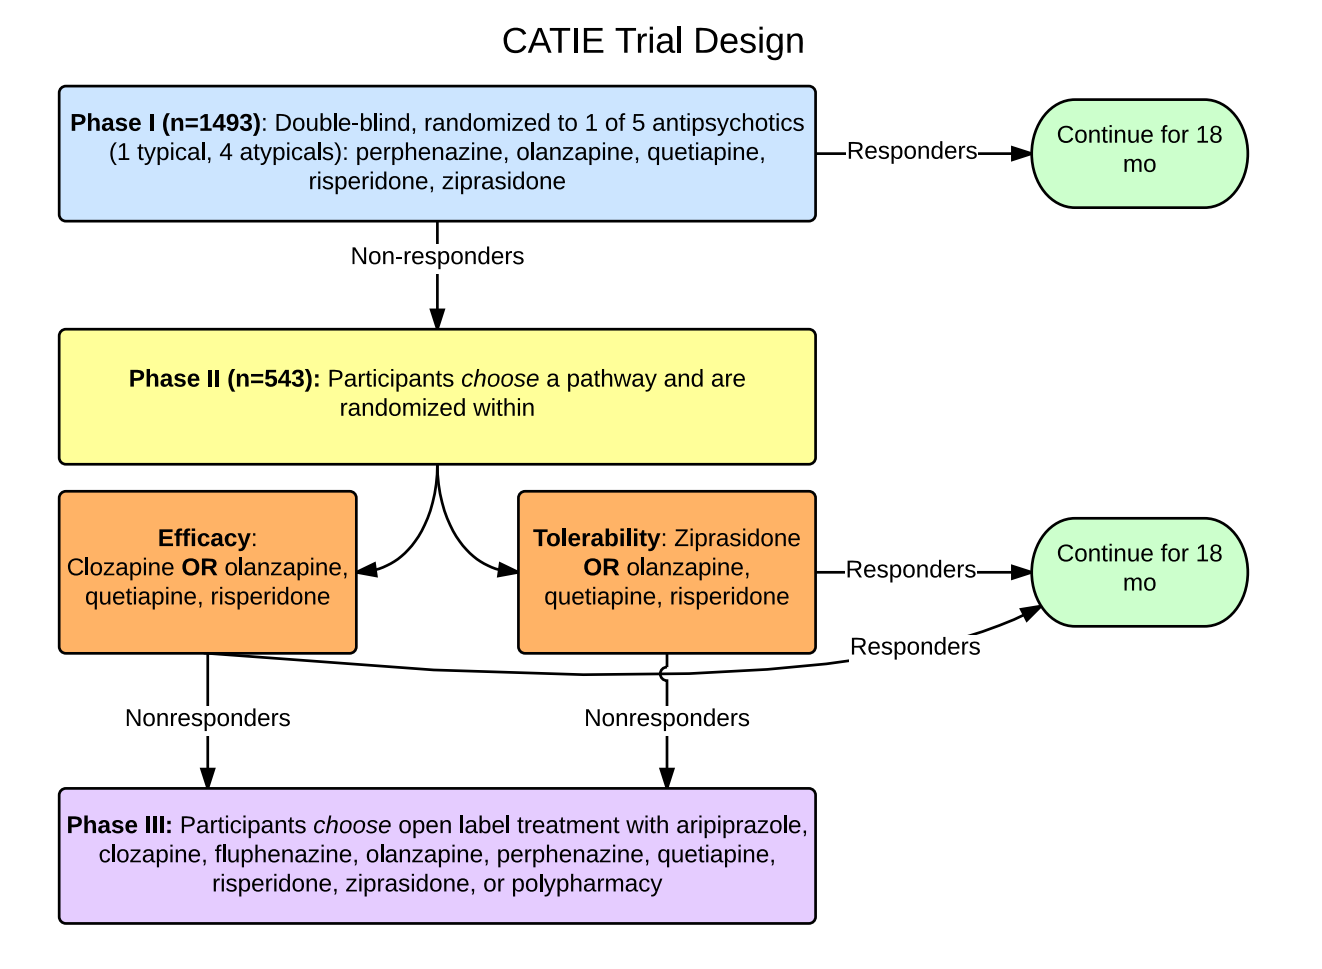 CATIE Trial Design
Phase I (n=1493): Double-blind, randomized to 1 of 5 antipsychotics
(1 typical, 4 atypicals): perphenazine, olanzapine, quetiapine,
risperidone, ziprasidone
Responders
Continue for 18
mo
Non-responders
Phase II (n=543): Participants choose a pathway and are
randomized within
Efficacy:
Clozapine OR olanzapine,
quetiapine, risperidone
Tolerability: Ziprasidone
OR olanzapine,
quetiapine, risperidone
Responders
Continue for 18
mo
Responders
Nonresponders
Nonresponders
Phase III: Participants choose open label treatment with aripiprazole,
clozapine, fluphenazine, olanzapine, perphenazine, quetiapine,
risperidone, ziprasidone, or polypharmacy